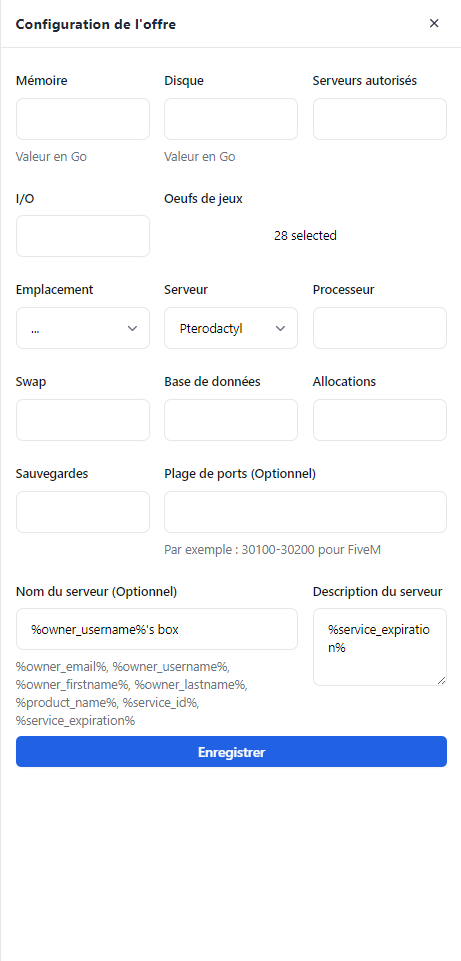 Configuration de l'offre
Mémoire
Disque
Serveurs autorisés
Valeur en Go
Valeur en Go
I/O
Oeufs de jeux
28 selected
Emplacement
Serveur
Processeur
...
Pterodactyl
Swap
Base de données
Allocations
Sauvegardes
Plage de ports (Optionnel)
Par exemple : 30100-30200 pour FiveM
Nom du serveur (Optionnel)
Description du serveur
%owner_username%'s box
%service_expiratio
n%
%owner_email%, %owner_username%,
%owner_firstname%, %owner_lastname%,
%product_name%, %service_id%,
%service_expiration%
Enregistrer